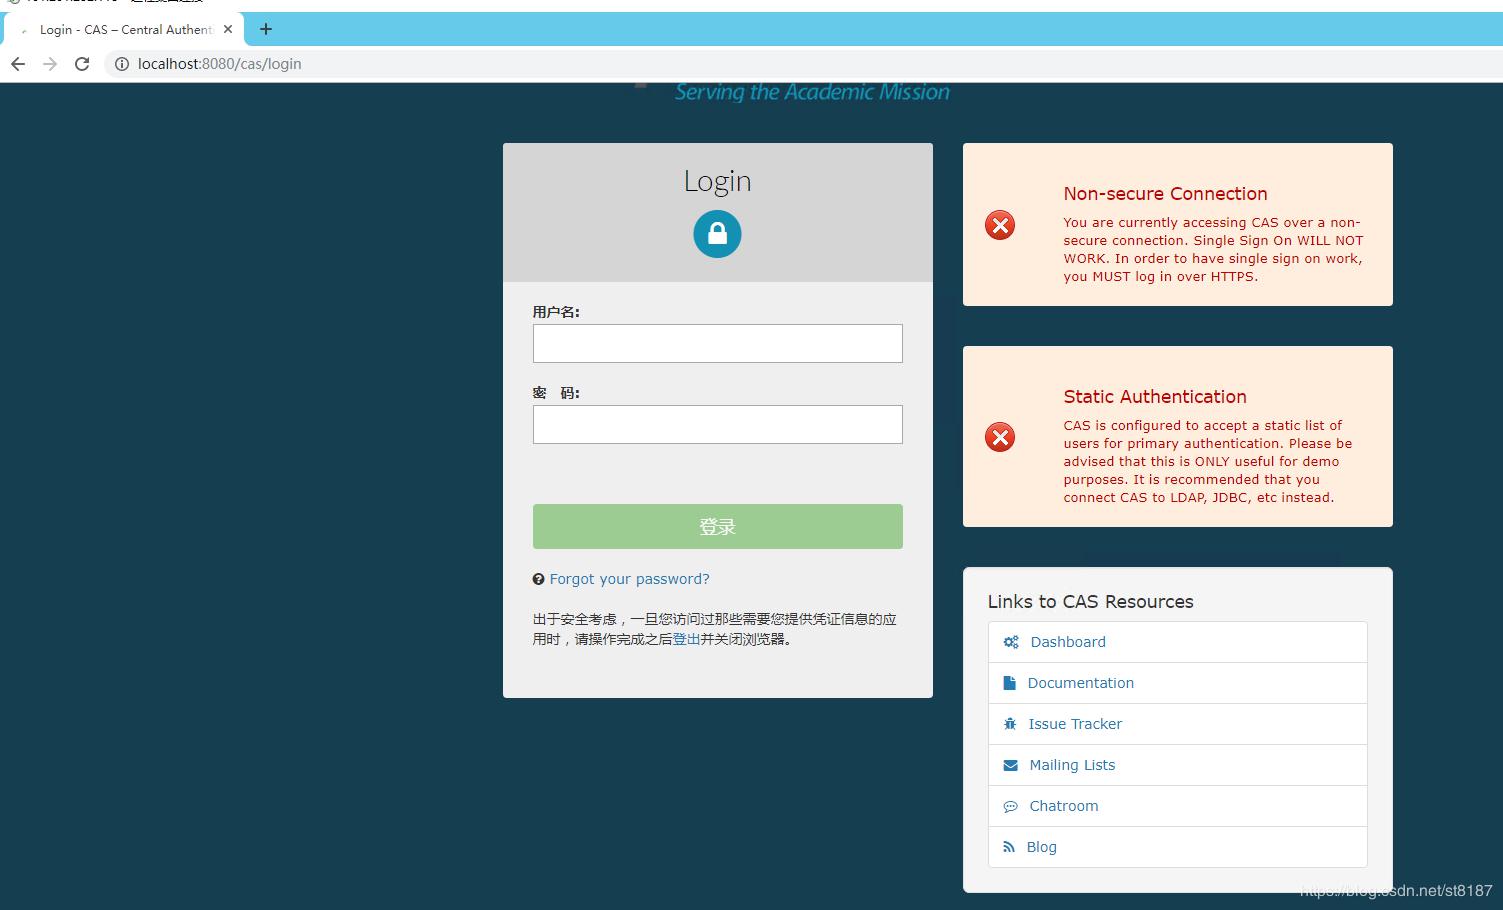 Login - CAS – Central Authent
localhost:8080/cas/login
Serving the Academic Mission
Login
用户名:
密 码:
登录
Forgot your password?
出于安全考虑，一旦您访问过那些需要您提供凭证信息的应
用时，请操作完成之后登出并关闭浏览器。
Non-secure Connection
You are currently accessing CAS over a non-
secure connection. Single Sign On WILL NOT
WORK. In order to have single sign on work,
you MUST log in over HTTPS.
Static Authentication
CAS is configured to accept a static list of
users for primary authentication. Please be
advised that this is ONLY useful for demo
purposes. It is recommended that you
connect CAS to LDAP, JDBC, etc instead.
Links to CAS Resources
Dashboard
Documentation
Issue Tracker
Mailing Lists
Chatroom
Blog
https://blog.csdn.net/st8187